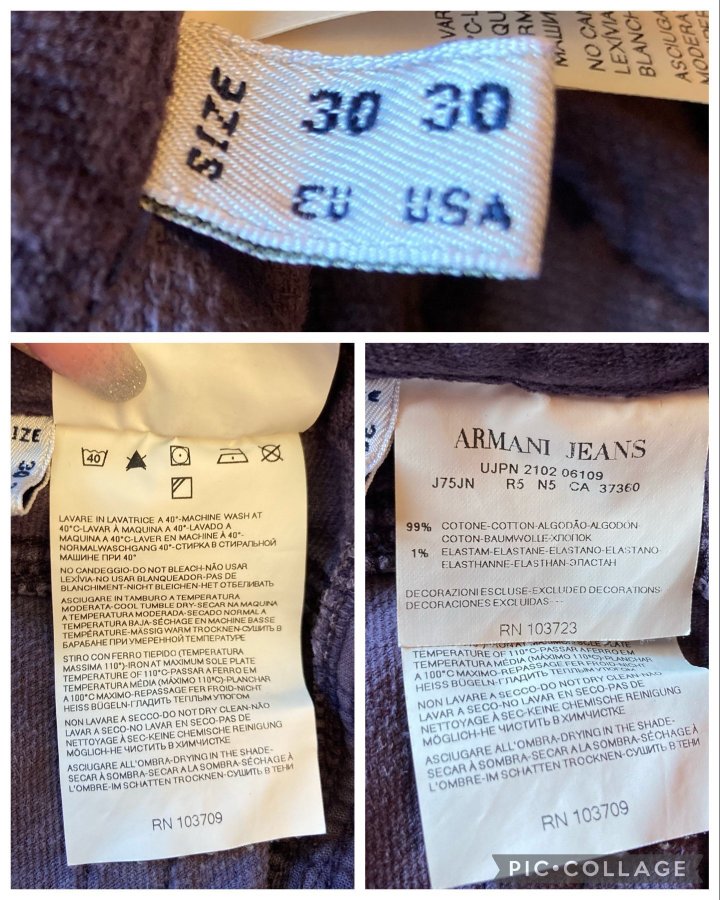 SIZE
30 30
EU USA
NO CAN
LEXÍVIA
BLANC
ASCIUGA
IZE
30
40
LAVARE IN LAVATRICE A 40°-MACHINE WASH AT
40°C-LAVAR À MAQUINA A 40°-LAVADO A
MAQUINA A 40°C-LAVER EN MACHINE À 40°-
NORMALWASCHGANG 40°-СТИРКА В СТИРАЛЬНОЙ
МАШИНЕ ПРИ 40°
NO CANDEGGIO-DO NOT BLEACH-NÃO USAR
LEXÍVIA-NO USAR BLANQUEADOR-PAS DE
BLANCHIMENT-NICHT BLEICHEN-НЕ ОТБЕЛИВАТЬ
ASCIUGARE IN TAMBURO A TEMPERATURA
MODERATA-COOL TUMBLE DRY-SECAR NA MAQUINA
A TEMPERATURA MODERADA-SECADO NORMAL A
TEMPERATURA BAJA-SÉCHAGE EN MACHINE BASSE
TEMPÉRATURE-MÄSSIG WARM TROCKNEN-СУШИТЬ В
БАРАБАНЕ ПРИ УМЕРЕННОЙ ТЕМПЕРАТУРЕ
STIRO CON FERRO TIEPIDO (TEMPERATURA
MASSIMA 110°)-IRON AT MAXIMUM SOLE PLATE
TEMPERATURE OF 110°C-PASSAR A FERRO EM
TEMPERATURA MÉDIA (MÁXIMO 110ºC)-PLANCHAR
A 100°C MAXIMO-REPASSAGE FER FROID-NICHT
HEISS BÜGELN-ГЛАДИТЬ ТЕПЛЫМ УТЮГОМ
NON LAVARE A SECCO-DO NOT DRY CLEAN-NÃO
LAVAR A SECO-NO LAVAR EN SECO-PAS DE
NETTOYAGE À SEC-KEINE CHEMISCHE REINIGUNG
MÖGLICH-НЕ ЧИСТИТЬ В ХИМЧИСТКЕ
ASCIUGARE ALL'OMBRA-DRYING IN THE SHADE-
SECAR À SOMBRA-SECAR A LA SOMBRA-SÉCHAGE À
L'OMBRE-IM SCHATTEN TROCKNEN-СУШИТЬ В ТЕНИ
RN 103709
ARMANI JEANS
UJPN 2102 06109
J75JN R5 N5 CA 37360
99% COTONE-COTTON-ALGODÃO-ALGODON
COTON-BAUMWOLLE-ХЛОПОК
1% ELASTAM-ELASTANE-ELASTANO-ELASTANO
ELASTHANNE-ELASTHAN-ЭЛАСТАН
DECORAZIONI ESCLUSE-EXCLUDED DECORATIONS
DECORACIONES EXCLUIDAS --
RN 103723
TEMPERATURE OF 110°C-PASSAR A FERRO EM
TEMPERATURA MÉDIA (MÁXIMO 110ºC)-PLANCHAR
A 100°C MAXIMO-REPASSAGE FER FROID-NICHT
HEISS BÜGELN-ГЛАДИТЬ ТЕПЛЫМ УТЮГОМ
NON LAVARE A SECCO-DO NOT DRY CLEAN-NÃO
LAVAR A SECO-NO LAVAR EN SECO-PAS DE
NETTOYAGE À SEC-KEINE CHEMISCHE REINIGUNG
MÖGLICH-НЕ ЧИСТИТЬ В ХИМЧИСТКЕ
ASCIUGARE ALL'OMBRA-DRYING IN THE SHADE-
SECAR À SOMBRA-SECAR A LA SOMBRA-SÉCHAGE À
L'OMBRE-IM SCHATTEN TROCKNEN-СУШИТЬ В ТЕНИ
RN 103709
PIC•COLLAGE